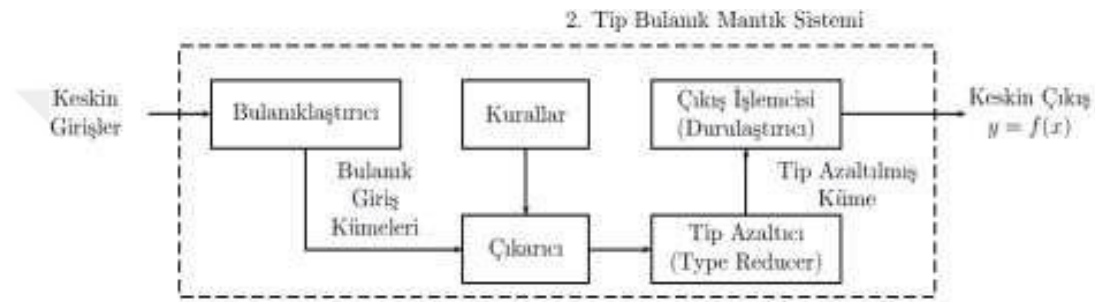 2. Tip Bulanık Mantık Sistemi
Keskin
Girişler
Bulanıklaştırıcı
Kurallar
Çıkış İşlemcisi
(Durulaştırıcı)
Keskin Çıkış
y = f(x)
Bulanık
Giriş
Kümeleri
Tip Azaltılmış
Küme
Çıkarıcı
Tip Azaltıcı
(Type Reducer)